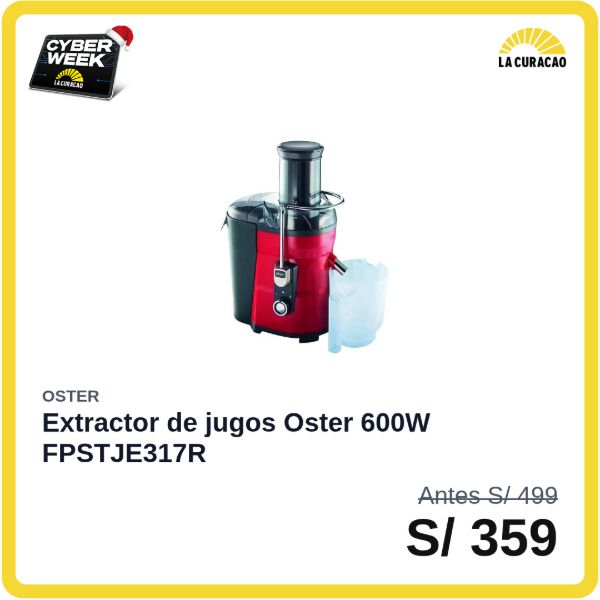 CYBER
WEEK
LA CURACAO
LA CURACAO
OSTER
Extractor de jugos Oster 600W
FPSTJE317R
Antes S/ 499
S/ 359